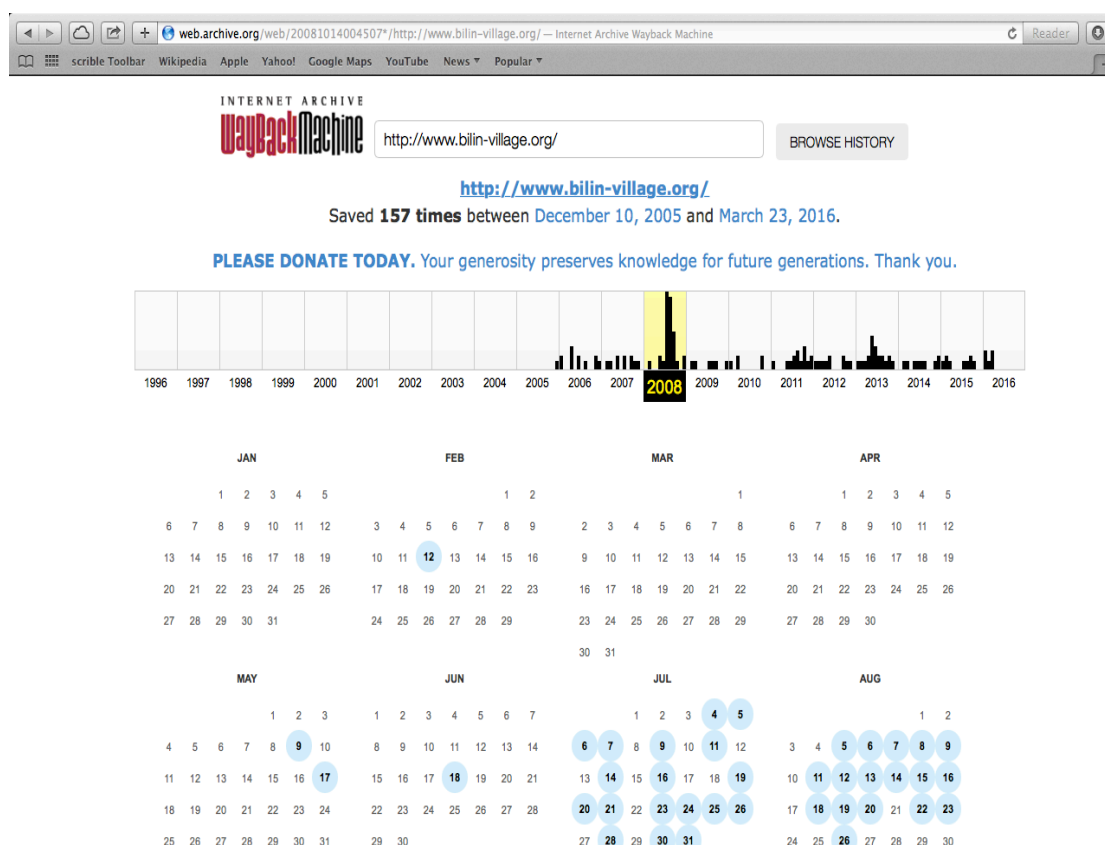 web.archive.org/web/20081014004507*/http://www.bilin-village.org/ — Internet Archive Wayback Machine
Reader
scrible Toolbar Wikipedia Apple Yahoo! Google Maps YouTube News Popular
INTERNET ARCHIVE
WayBackMachine
http://www.bilin-village.org/
BROWSE HISTORY
http://www.bilin-village.org/
Saved 157 times between December 10, 2005 and March 23, 2016.
PLEASE DONATE TODAY. Your generosity preserves knowledge for future generations. Thank you.
1996 1997 1998 1999 2000 2001 2002 2003 2004 2005 2006 2007 2008 2009 2010 2011 2012 2013 2014 2015 2016
JAN FEB MAR APR
1 2 3 4 5 1 2 1 1 2 3 4 5
6 7 8 9 10 11 12 3 4 5 6 7 8 9 2 3 4 5 6 7 8 6 7 8 9 10 11 12
13 14 15 16 17 18 19 10 11 12 13 14 15 16 9 10 11 12 13 14 15 13 14 15 16 17 18 19
20 21 22 23 24 25 26 17 18 19 20 21 22 23 16 17 18 19 20 21 22 20 21 22 23 24 25 26
27 28 29 30 31 24 25 26 27 28 29 23 24 25 26 27 28 29 27 28 29 30
30 31
MAY JUN JUL AUG
1 2 3 1 2 3 4 5 6 7 1 2 3 4 5 1 2
4 5 6 7 8 9 10 8 9 10 11 12 13 14 6 7 8 9 10 11 12 3 4 5 6 7 8 9
11 12 13 14 15 16 17 15 16 17 18 19 20 21 13 14 15 16 17 18 19 10 11 12 13 14 15 16
18 19 20 21 22 23 24 22 23 24 25 26 27 28 20 21 22 23 24 25 26 17 18 19 20 21 22 23
25 26 27 28 29 30 31 29 30 27 28 29 30 31 24 25 26 27 28 29 30